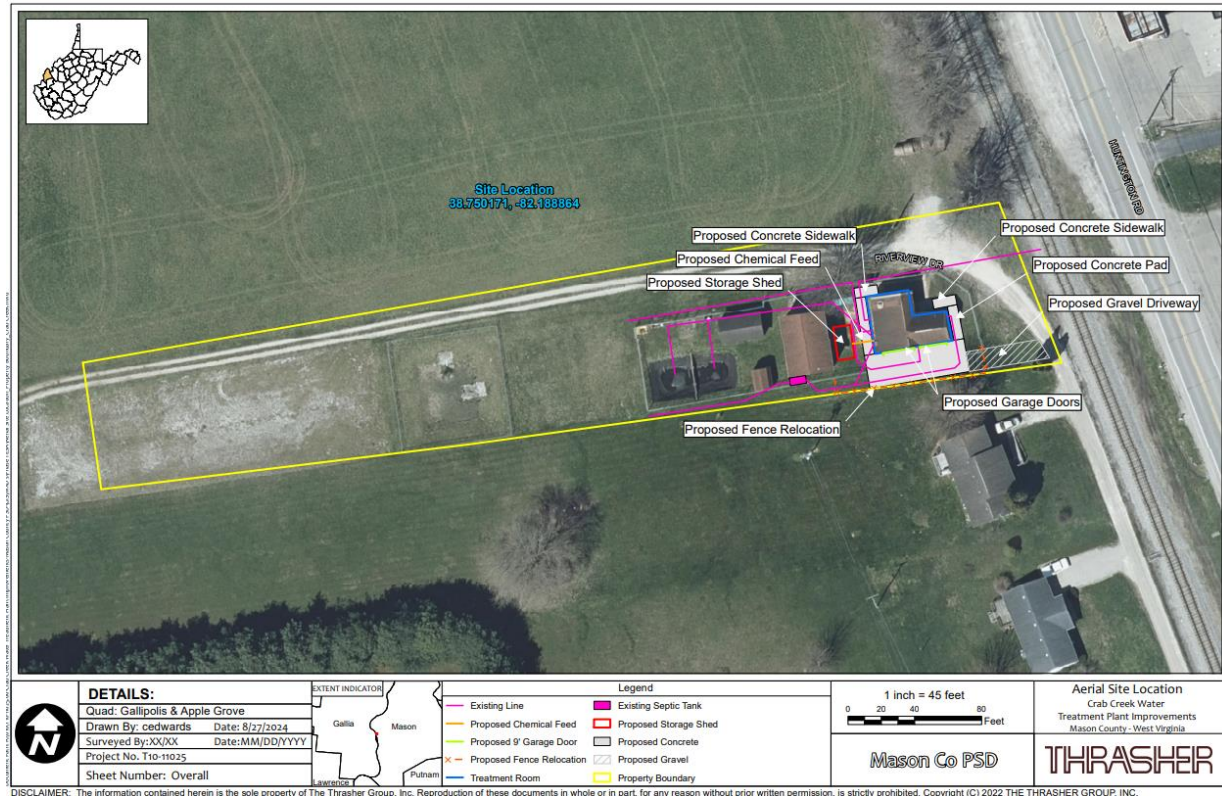 Site Location
38.750171, -82.188864
HUNTINGTON RD
Proposed Concrete Sidewalk
Proposed Concrete Sidewalk
RIVERVIEW DR
Proposed Chemical Feed
Proposed Concrete Pad
Proposed Storage Shed
Proposed Gravel Driveway
Proposed Garage Doors
Proposed Fence Relocation
N
DETAILS:
Quad: Gallipolis & Apple Grove
Drawn By: cedwards Date: 8/27/2024
Surveyed By:XX/XX Date:MM/DD/YYYY
Project No. T10-11025
Sheet Number: Overall
EXTENT INDICATOR
Gallia
Mason
Putnam
Lawrence
Legend
Existing Line
Proposed Chemical Feed
Proposed 9' Garage Door
Proposed Fence Relocation
Treatment Room
Existing Septic Tank
Proposed Storage Shed
Proposed Concrete
Proposed Gravel
Property Boundary
1 inch = 45 feet
0 20 40 80
Feet
Mason Co PSD
Aerial Site Location
Crab Creek Water
Treatment Plant Improvements
Mason County - West Virginia
THRASHER
DISCLAIMER: The information contained herein is the sole property of The Thrasher Group, Inc. Reproduction of these documents in whole or in part, for any reason without prior written permission, is strictly prohibited. Copyright (C) 2022 THE THRASHER GROUP, INC.